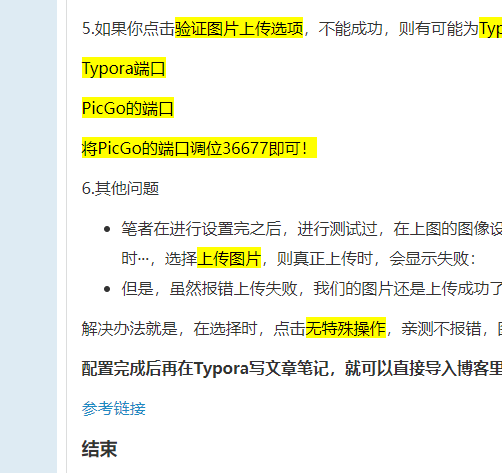 5.如果你点击验证图片上传选项，不能成功，则有可能为Typ
Typora端口
PicGo的端口
将PicGo的端口调位36677即可！
6.其他问题
笔者在进行设置完之后，进行测试过，在上图的图像设
时···，选择上传图片，则真正上传时，会显示失败：
但是，虽然报错上传失败，我们的图片还是上传成功了
解决办法就是，在选择时，点击无特殊操作，亲测不报错，
配置完成后再在Typora写文章笔记，就可以直接导入博客里
参考链接
结束